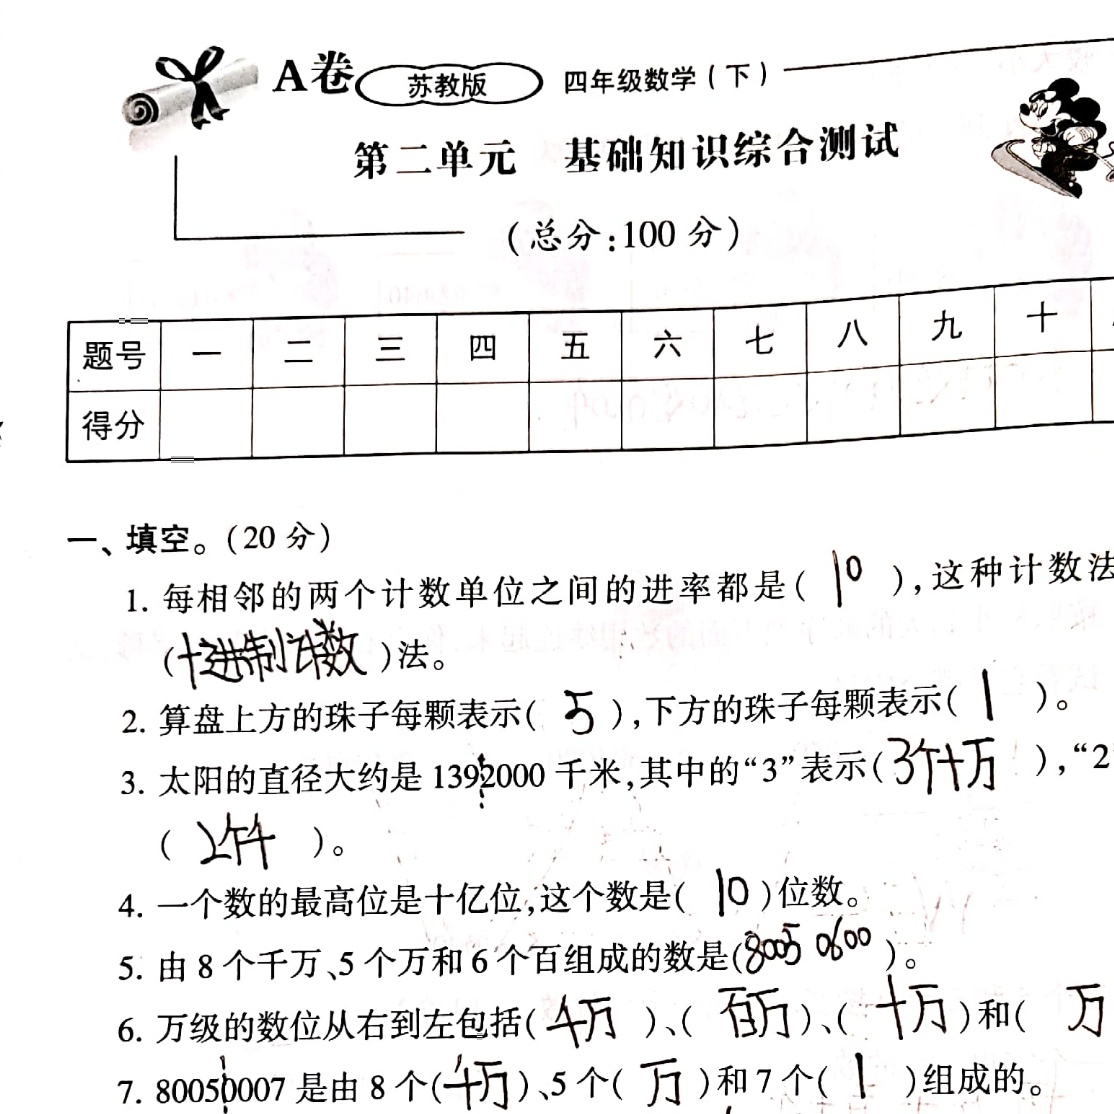 A卷 苏教版 四年级数学(下)
第二单元 基础知识综合测试
(总分:100 分)
题号 一 二 三 四 五 六 七 八 九 十
得分
一、填空。(20 分)
1. 每相邻的两个计数单位之间的进率都是( 10 ),这种计数法
(十进制计数)法。
2. 算盘上方的珠子每颗表示( 5 ),下方的珠子每颗表示( 1 )。
3. 太阳的直径大约是 1392000 千米,其中的“3”表示(3个十万 ),“2”
( 2个千 )。
4. 一个数的最高位是十亿位,这个数是( 10 )位数。
5. 由 8 个千万、5 个万和 6 个百组成的数是(8005 0600 )。
6. 万级的数位从右到左包括( 千万 )、( 百万 )、( 十万 )和( 万
7. 80050007 是由 8 个( 千万 )、5 个( 万 )和 7 个( 1 )组成的。